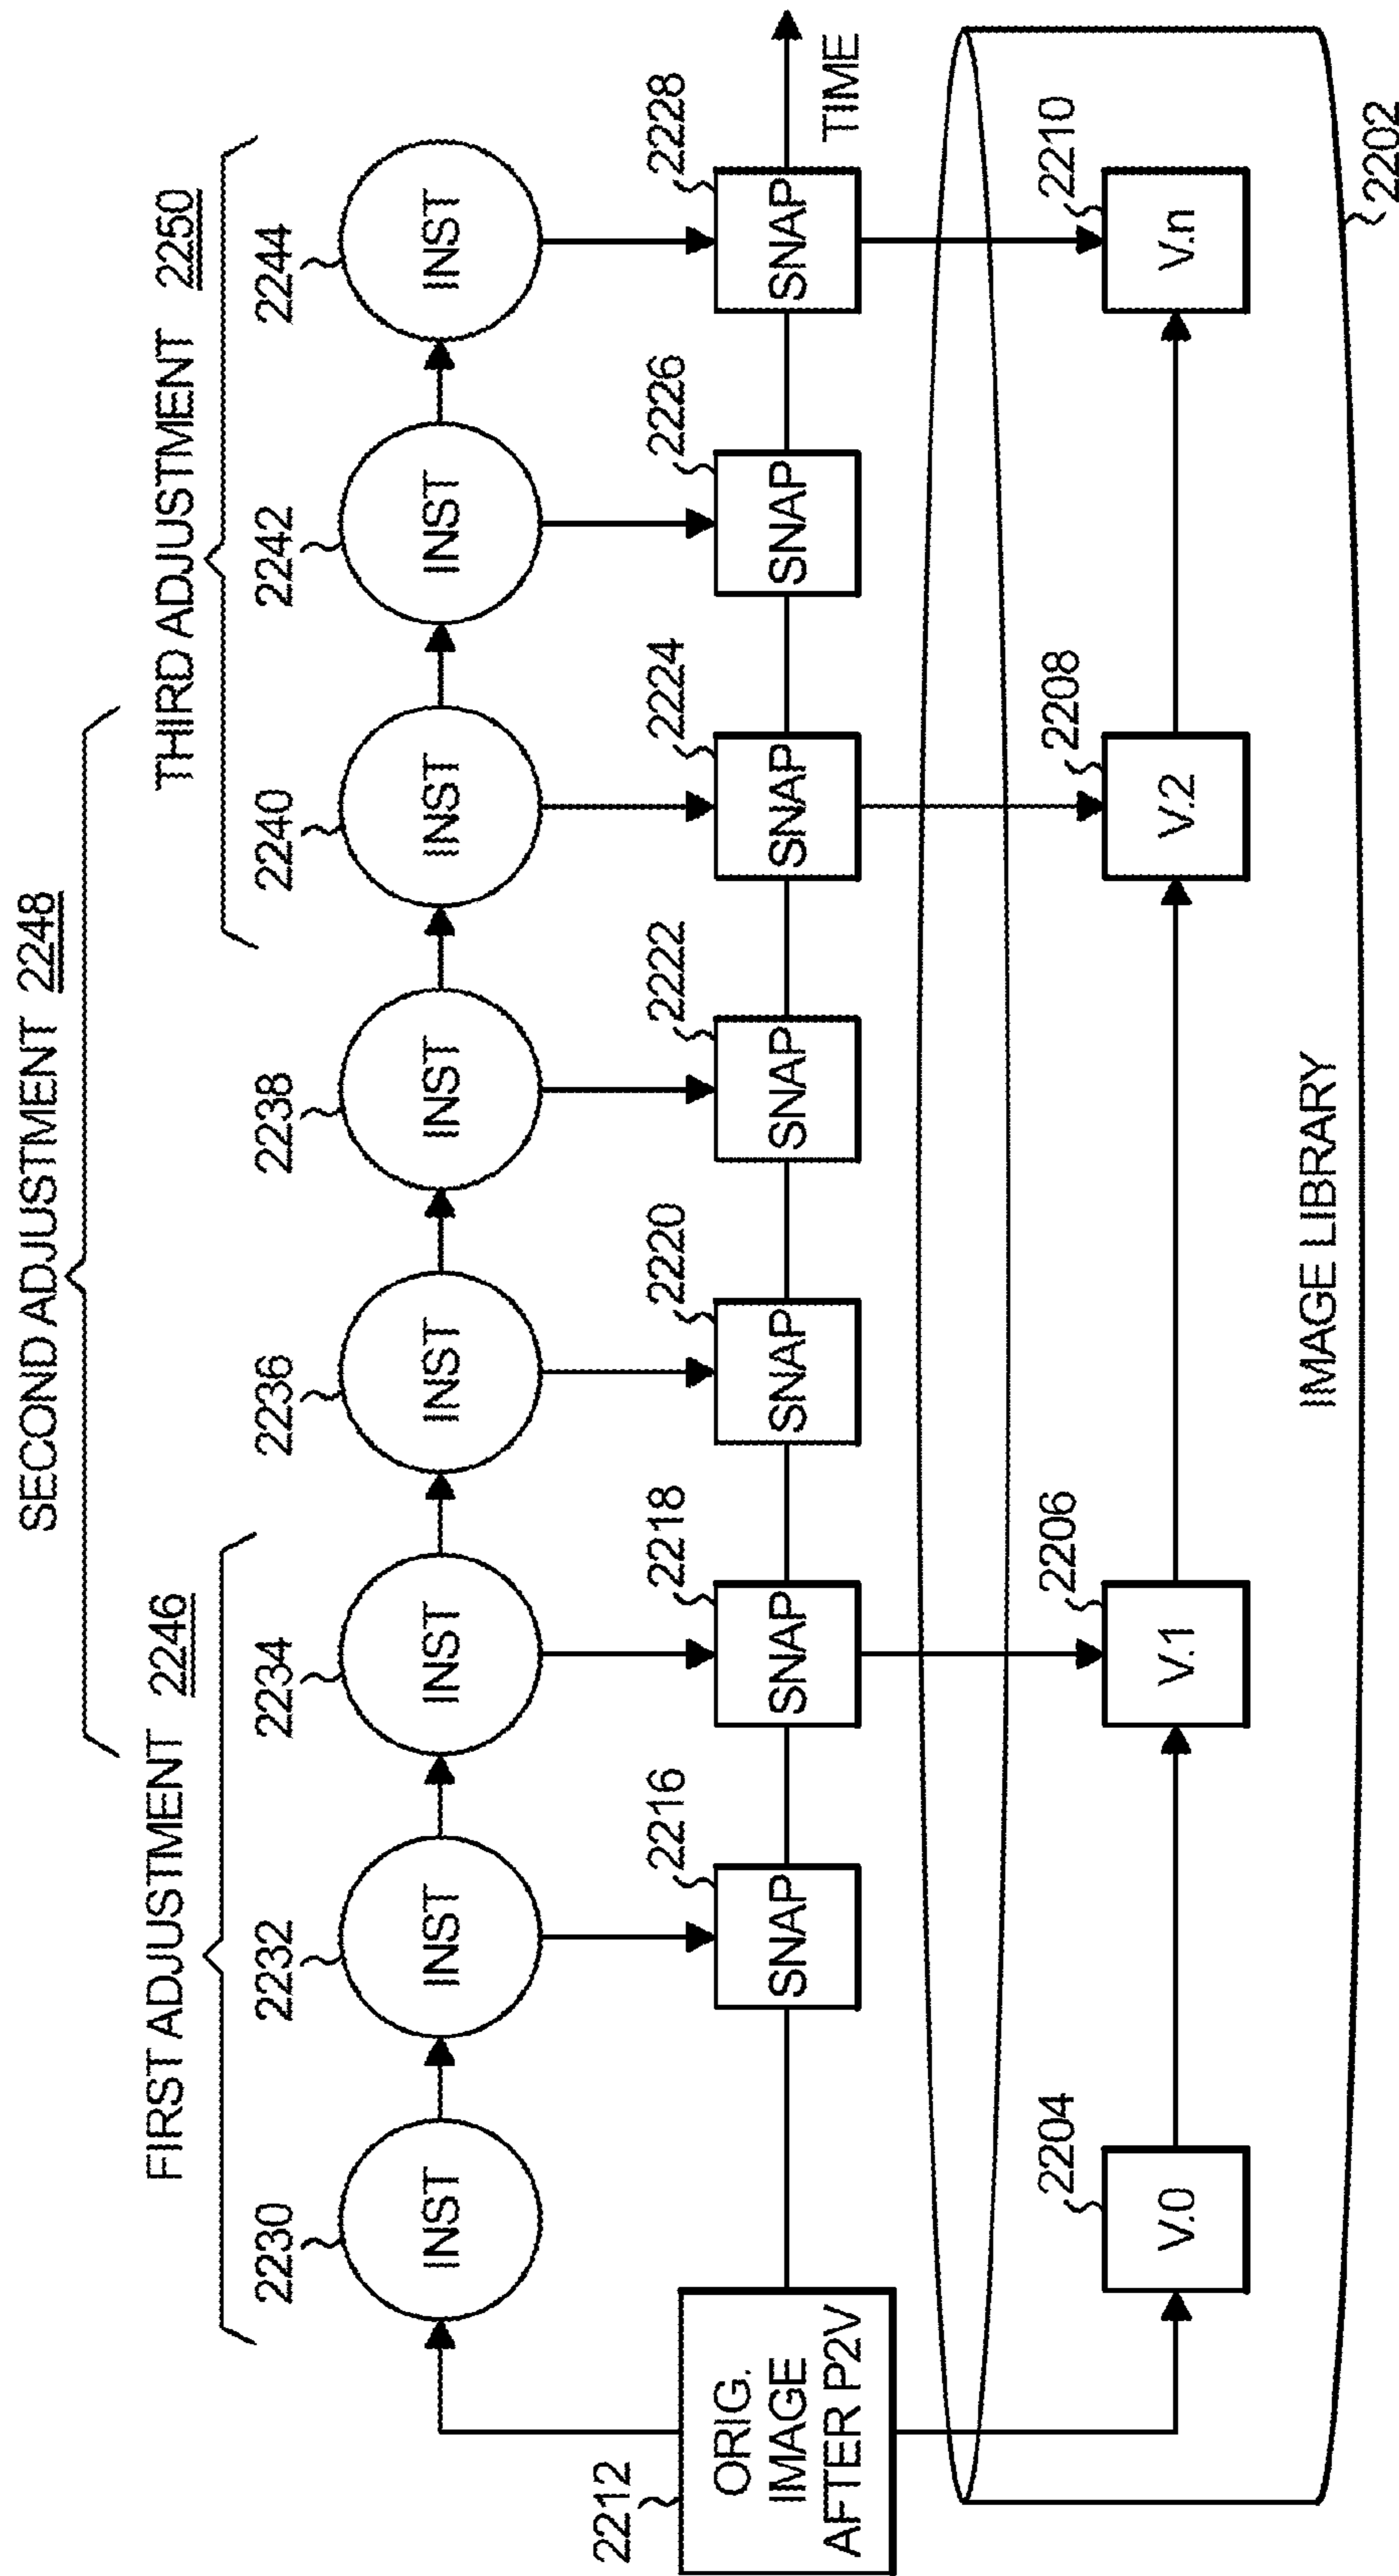 SECOND ADJUSTMENT 2248
FIRST ADJUSTMENT 2246
THIRD ADJUSTMENT 2250
2230
2232
2234
2236
2238
2240
2242
2244
INST
INST
INST
INST
INST
INST
INST
INST
2212
2216
2218
2220
2222
2224
2226
2228
ORIG.
IMAGE
AFTER P2V
SNAP
SNAP
SNAP
SNAP
SNAP
SNAP
SNAP
TIME
2204
2206
2208
2210
V.0
V.1
V.2
V.n
IMAGE LIBRARY
2202